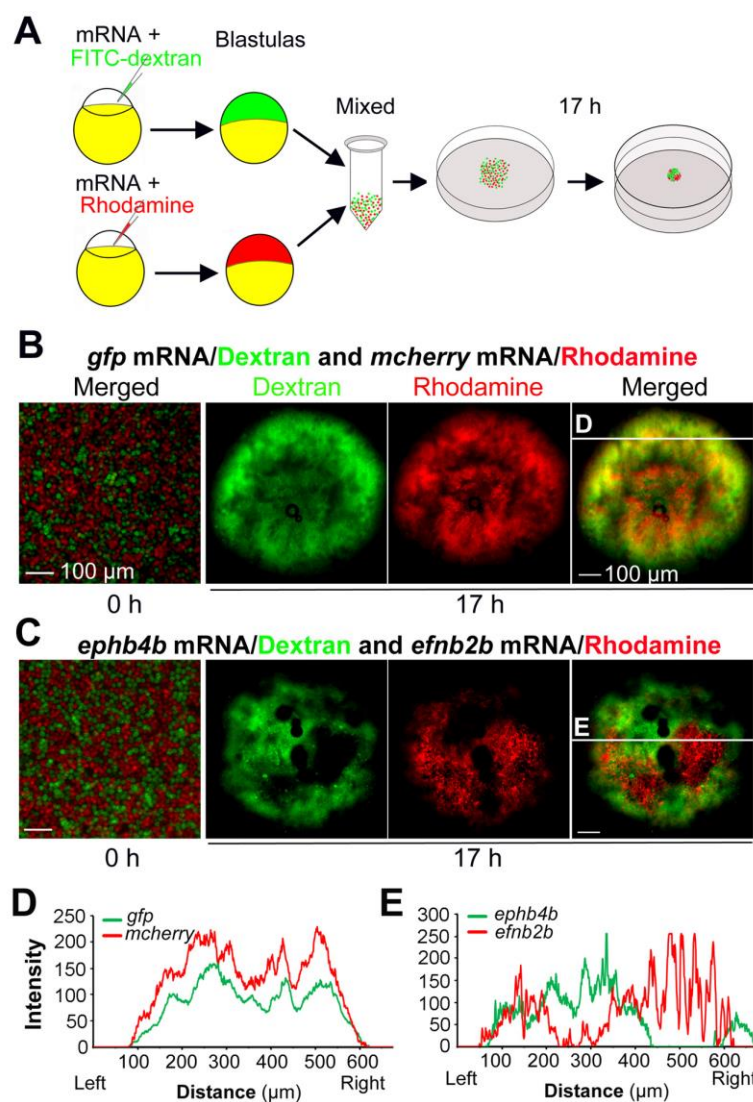 A
mRNA +
FITC-dextran
Blastulas
Mixed
17 h
mRNA +
Rhodamine
B
gfp mRNA/Dextran and mcherry mRNA/Rhodamine
Merged Dextran Rhodamine Merged
D
100 µm 100 µm
0 h 17 h
C
ephb4b mRNA/Dextran and efnb2b mRNA/Rhodamine
E
0 h 17 h
D
250
200
150
100
50
0
Intensity
gfp
mcherry
100 200 300 400 500 600
Left Right
Distance (µm)
E
300
250
200
150
100
50
0
ephb4b
efnb2b
100 200 300 400 500 600
Left Right
Distance (µm)